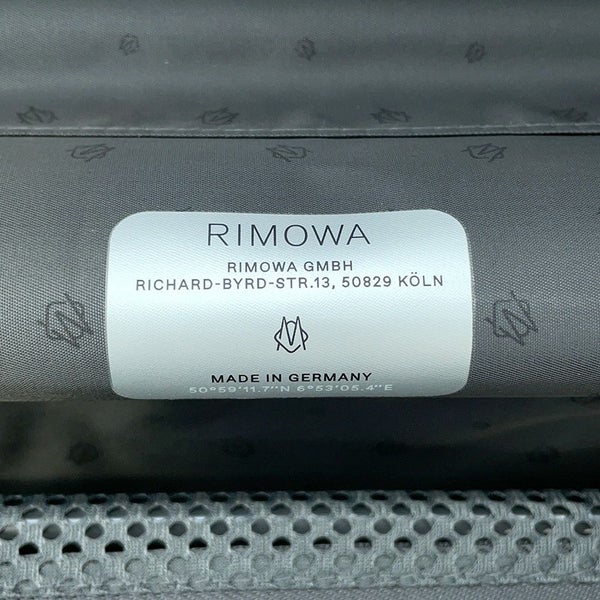 RIMOWA
RIMOWA GMBH
RICHARD-BYRD-STR.13, 50829 KÖLN
MADE IN GERMANY
50°59'11.7"N 6°53'05.4"E